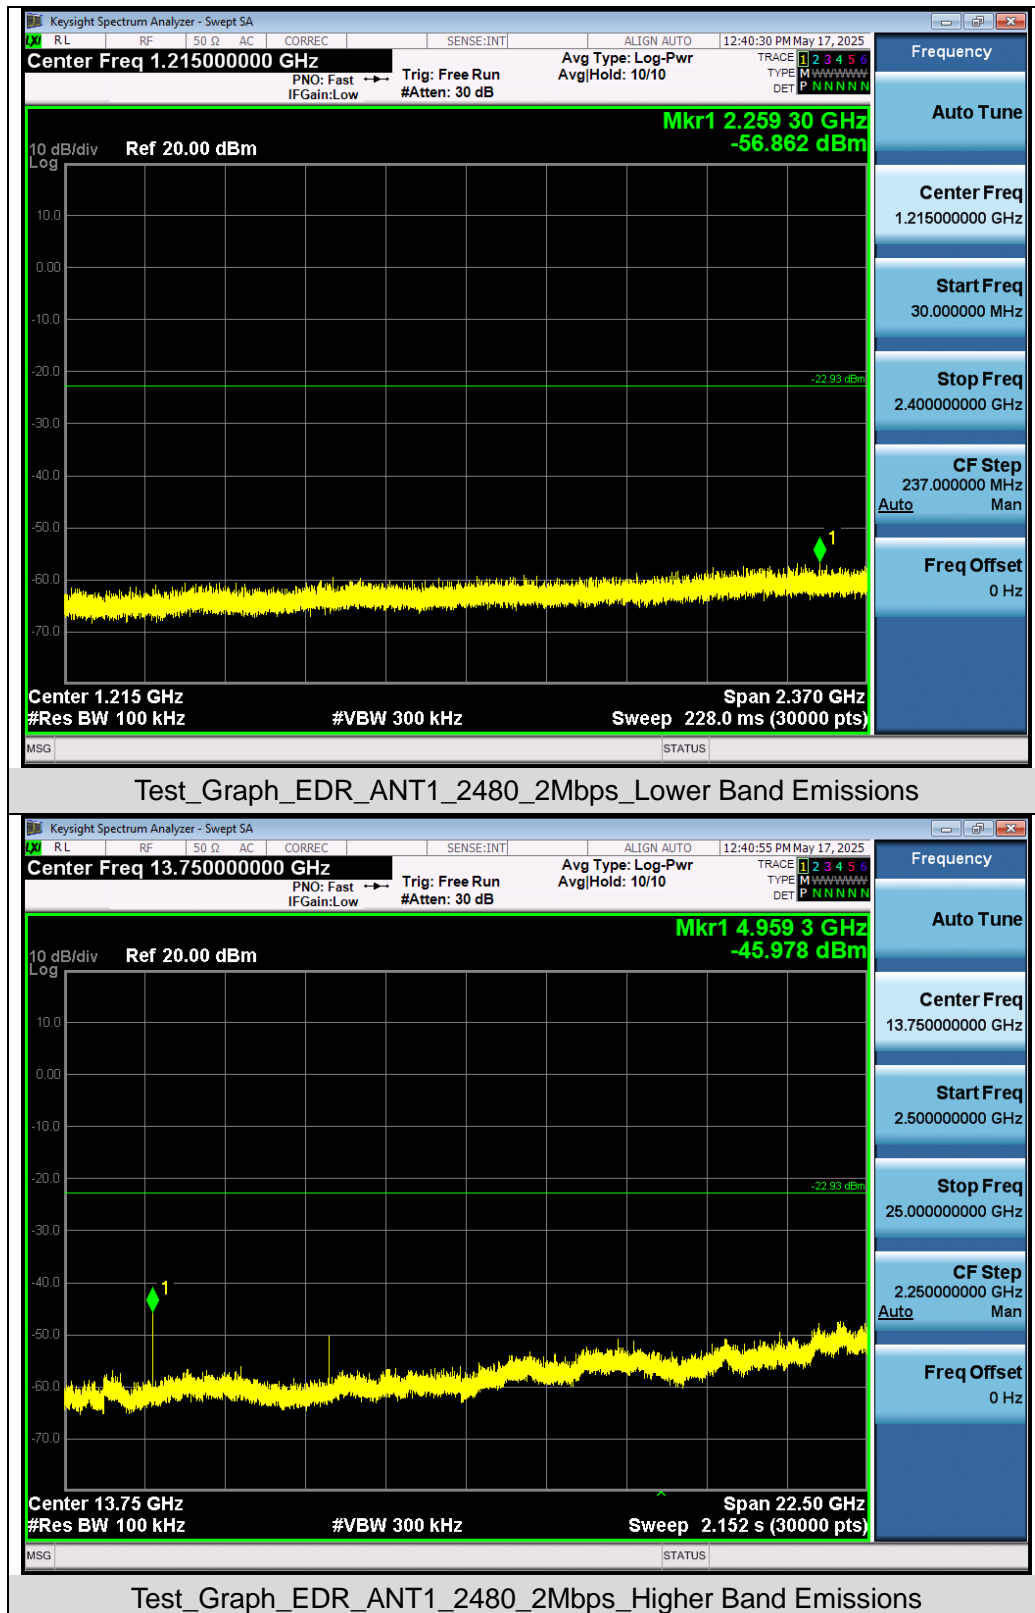 Keysight Spectrum Analyzer - Swept SA
LXI RL RF 50 Ω AC CORREC SENSE:INT ALIGN AUTO 12:40:30 PM May 17, 2025
Center Freq 1.215000000 GHz
PNO: Fast
IFGain:Low
Trig: Free Run
#Atten: 30 dB
Avg Type: Log-Pwr
Avg|Hold: 10/10
TRACE 1 2 3 4 5 6
TYPE M WWWWW
DET P N N N N N
Mkr1 2.259 30 GHz
-56.862 dBm
10 dB/div Ref 20.00 dBm
Log
10.0
0.00
-10.0
-20.0
-22.93 dBm
-30.0
-40.0
-50.0
1
-60.0
-70.0
Center 1.215 GHz Span 2.370 GHz
#Res BW 100 kHz #VBW 300 kHz Sweep 228.0 ms (30000 pts)
MSG STATUS
Frequency
Auto Tune
Center Freq
1.215000000 GHz
Start Freq
30.000000 MHz
Stop Freq
2.400000000 GHz
CF Step
237.000000 MHz
Auto Man
Freq Offset
0 Hz
Test_Graph_EDR_ANT1_2480_2Mbps_Lower Band Emissions
Keysight Spectrum Analyzer - Swept SA
LXI RL RF 50 Ω AC CORREC SENSE:INT ALIGN AUTO 12:40:55 PM May 17, 2025
Center Freq 13.750000000 GHz
PNO: Fast
IFGain:Low
Trig: Free Run
#Atten: 30 dB
Avg Type: Log-Pwr
Avg|Hold: 10/10
TRACE 1 2 3 4 5 6
TYPE M WWWWW
DET P N N N N N
Mkr1 4.959 3 GHz
-45.978 dBm
10 dB/div Ref 20.00 dBm
Log
10.0
0.00
-10.0
-20.0
-22.93 dBm
-30.0
-40.0
1
-50.0
-60.0
-70.0
Center 13.75 GHz Span 22.50 GHz
#Res BW 100 kHz #VBW 300 kHz Sweep 2.152 s (30000 pts)
MSG STATUS
Frequency
Auto Tune
Center Freq
13.750000000 GHz
Start Freq
2.500000000 GHz
Stop Freq
25.000000000 GHz
CF Step
2.250000000 GHz
Auto Man
Freq Offset
0 Hz
Test_Graph_EDR_ANT1_2480_2Mbps_Higher Band Emissions